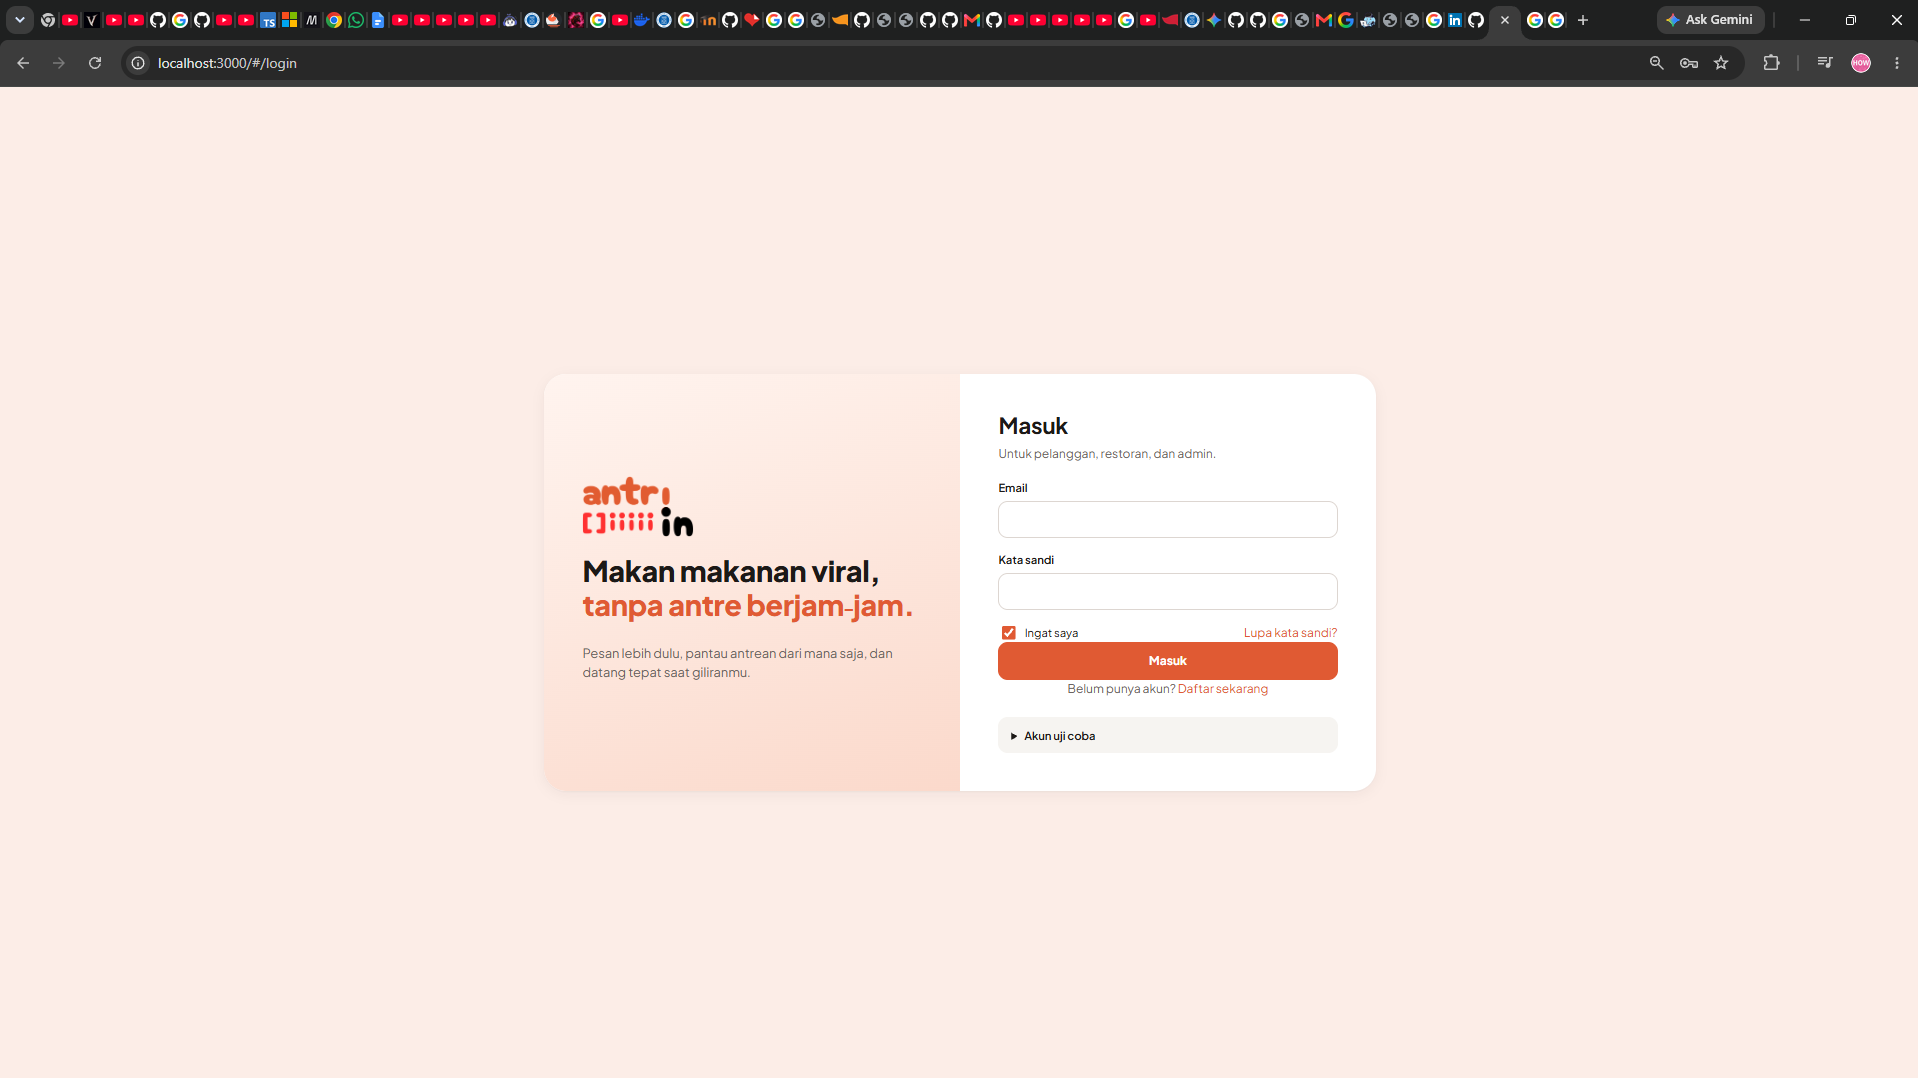 Ask Gemini
localhost:3000/#/login
HOW
antri
[]iiiii in
Makan makanan viral,
tanpa antre berjam-jam.
Pesan lebih dulu, pantau antrean dari mana saja, dan
datang tepat saat giliranmu.
Masuk
Untuk pelanggan, restoran, dan admin.
Email
Kata sandi
Ingat saya
Lupa kata sandi?
Masuk
Belum punya akun? Daftar sekarang
Akun uji coba